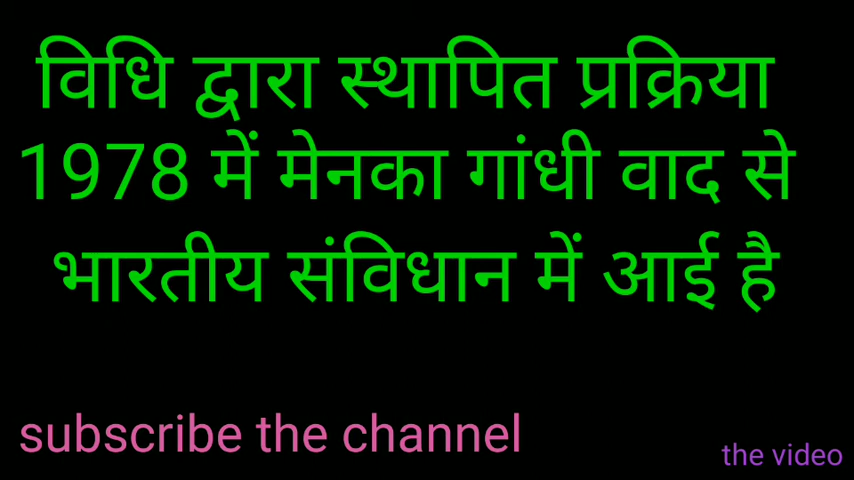 विधि द्वारा स्थापित प्रक्रिया
1978 में मेनका गांधी वाद से
भारतीय संविधान में आई है
subscribe the channel
the video